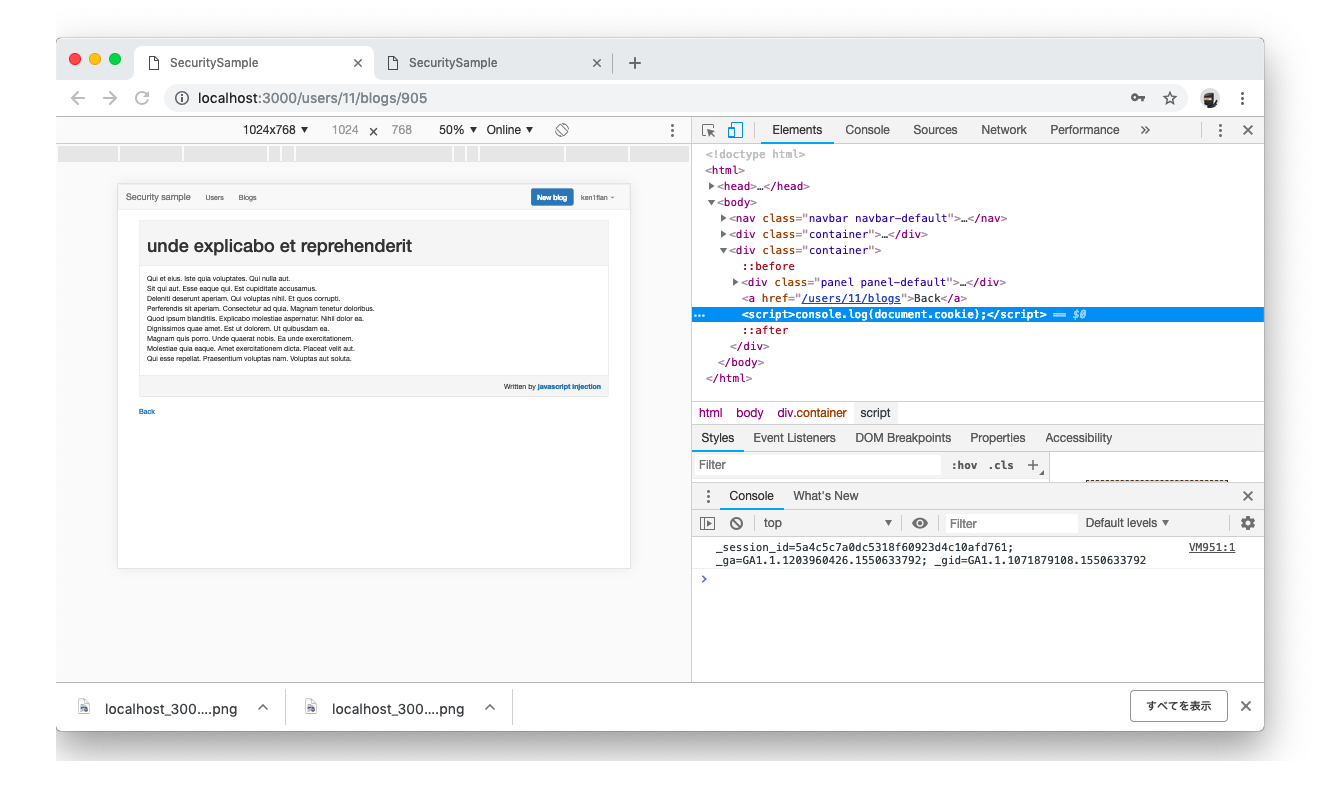 SecuritySample
SecuritySample
localhost:3000/users/11/blogs/905
1024x768 ▼ 1024 × 768 50% ▼ Online ▼
Elements Console Sources Network Performance »
Security sample Users Blogs New blog ken1flan
unde explicabo et reprehenderit
Qui et eius. Iste quia voluptates. Qui nulla aut.
Sit qui aut. Esse eaque qui. Est cupiditate accusamus.
Deleniti deserunt aperiam. Qui voluptas nihil. Et quos corrupti.
Perferendis sit aperiam. Consectetur ad quia. Magnam tenetur doloribus.
Quod ipsum blanditiis. Explicabo molestiae aspernatur. Nihil dolor ea.
Dignissimos quae amet. Est ut dolorem. Ut quibusdam ea.
Magnam quis porro. Unde quaerat nobis. Ea unde exercitationem.
Molestiae quia eaque. Amet exercitationem dicta. Placeat velit aut.
Qui esse repellat. Praesentium voluptas nam. Voluptas aut soluta.
Written by javascript injection
Back
<!doctype html>
<html>
▶<head>…</head>
▼<body>
▶<nav class="navbar navbar-default">…</nav>
▶<div class="container">…</div>
▼<div class="container">
::before
▶<div class="panel panel-default">…</div>
<a href="/users/11/blogs">Back</a>
<script>console.log(document.cookie);</script> == $0
::after
</div>
</body>
</html>
html body div.container script
Styles Event Listeners DOM Breakpoints Properties Accessibility
Filter :hov .cls +
Console What's New
top ▼ Filter Default levels ▼
_session_id=5a4c5c7a0dc5318f60923d4c10afd761; VM951:1
_ga=GA1.1.1203960426.1550633792; _gid=GA1.1.1071879108.1550633792
>
localhost_300....png localhost_300....png すべてを表示